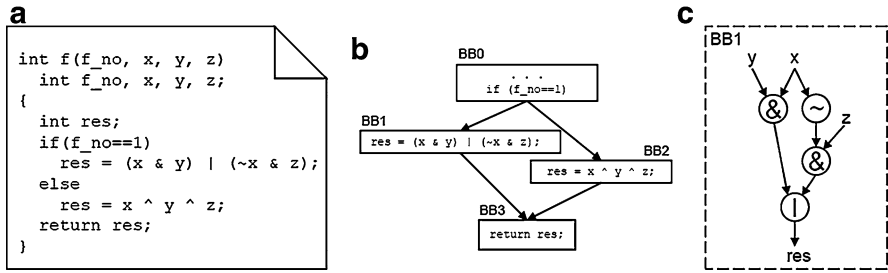 a
int f(f_no, x, y, z)
int f_no, x, y, z;
{
int res;
if(f_no==1)
res = (x & y) | (~x & z);
else
res = x ^ y ^ z;
return res;
}
b
BB0
. . .
if (f_no==1)
BB1
res = (x & y) | (~x & z);
BB2
res = x ^ y ^ z;
BB3
return res;
c
BB1
y x
& ~
z
&
|
res